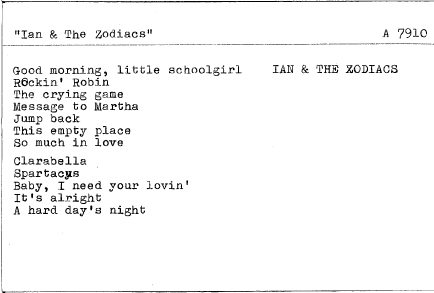 "Ian & The Zodiacs" A 7910
Good morning, little schoolgirl IAN & THE ZODIACS
Rockin' Robin
The crying game
Message to Martha
Jump back
This empty place
So much in love
Clarabella
Spartacus
Baby, I need your lovin'
It's alright
A hard day's night